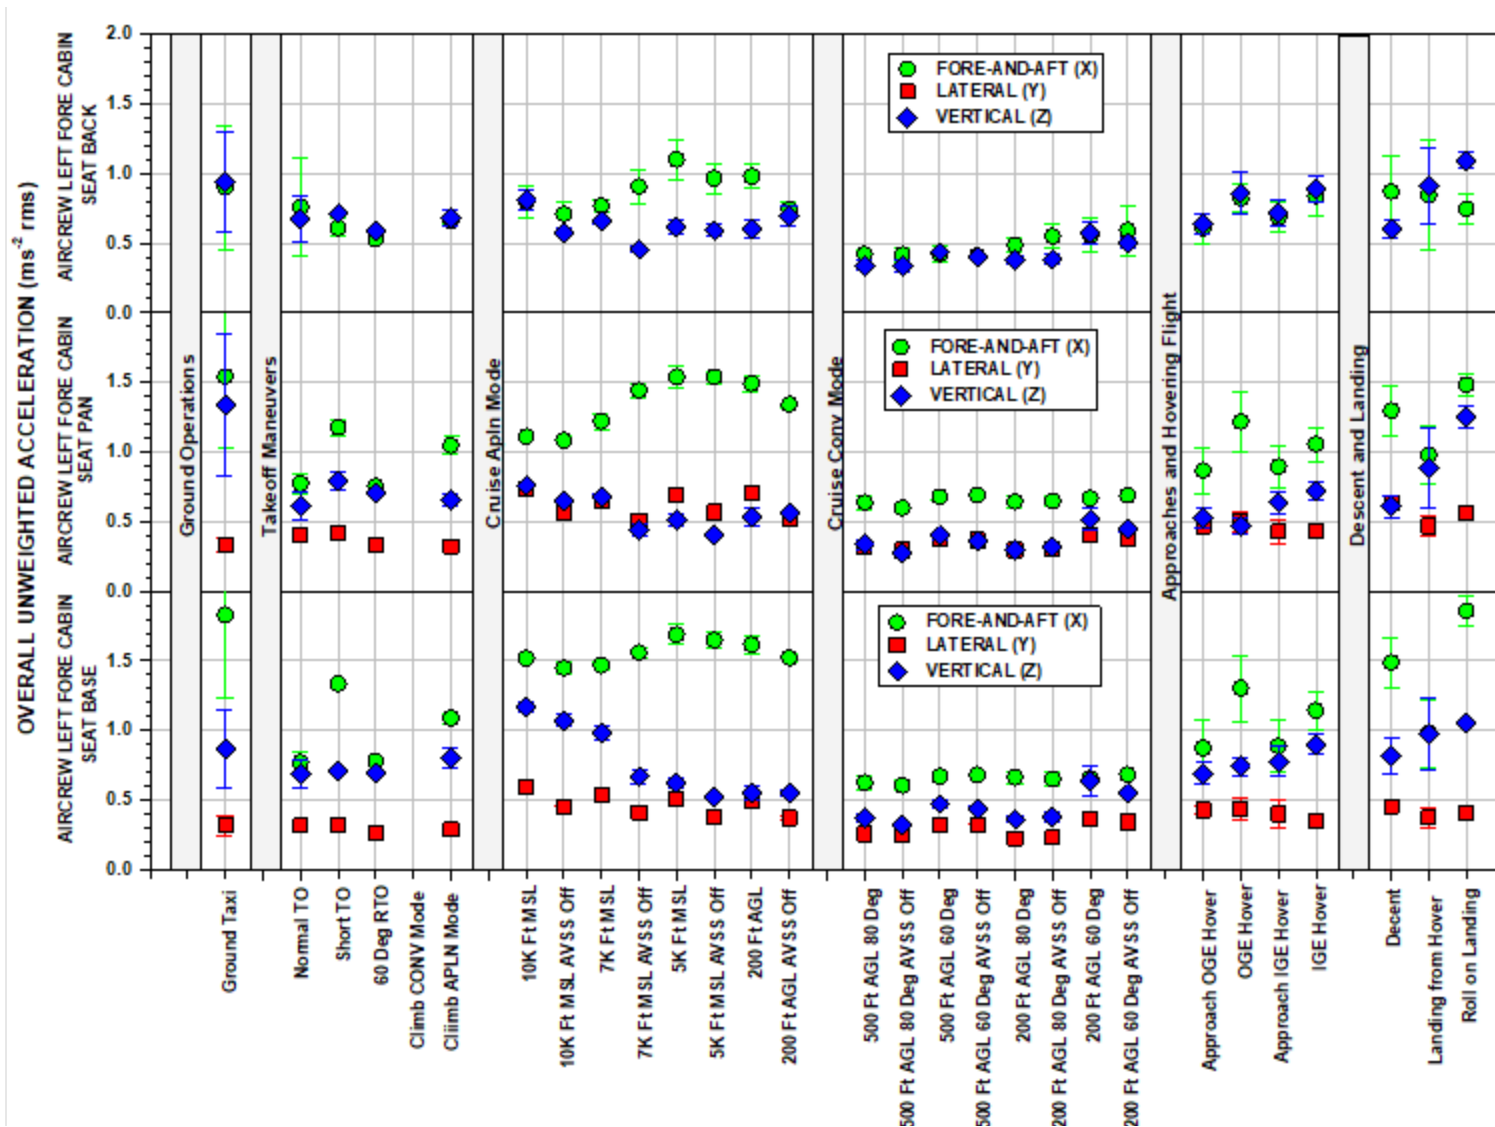 OVERALL UNWEIGHTED ACCELERATION (ms-2 rms)
AIRCREW LEFT FORE CABIN
SEAT BACK
2.0
1.5
1.0
0.5
0.0
FORE-AND-AFT (X)
LATERAL (Y)
VERTICAL (Z)
AIRCREW LEFT FORE CABIN
SEAT PAN
1.5
1.0
0.5
0.0
FORE-AND-AFT (X)
LATERAL (Y)
VERTICAL (Z)
AIRCREW LEFT FORE CABIN
SEAT BASE
1.5
1.0
0.5
0.0
FORE-AND-AFT (X)
LATERAL (Y)
VERTICAL (Z)
Ground Operations
Takeoff Maneuvers
Cruise Apln Mode
Cruise Conv Mode
Approaches and Hovering Flight
Descent and Landing
Ground Taxi
Normal TO
Short TO
60 Deg RTO
Climb CONV Mode
Cliimb APLN Mode
10K Ft MSL
10K Ft MSL AVSS Off
7K Ft MSL
7K Ft MSL AVSS Off
5K Ft MSL
5K Ft MSL AVSS Off
200 Ft AGL
200 Ft AGL AVSS Off
500 Ft AGL 80 Deg
500 Ft AGL 80 Deg AVSS Off
500 Ft AGL 60 Deg
500 Ft AGL 60 Deg AVSS Off
200 Ft AGL 80 Deg
200 Ft AGL 80 Deg AVSS Off
200 Ft AGL 60 Deg
200 Ft AGL 60 Deg AVSS Off
Approach OGE Hover
OGE Hover
Approach IGE Hover
IGE Hover
Decent
Landing from Hover
Roll on Landing